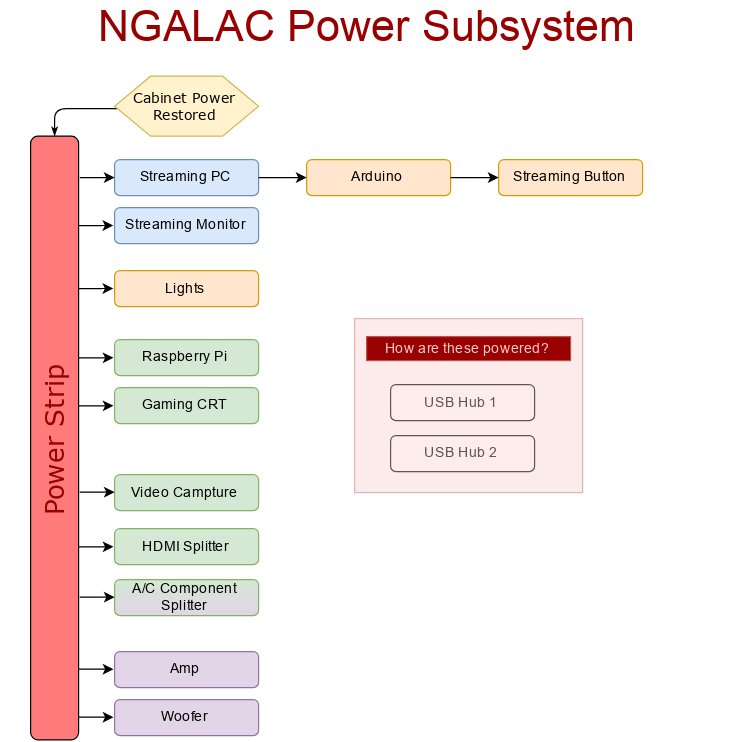 NGALAC Power Subsystem
Cabinet Power
Restored
Power Strip
Streaming PC
Arduino
Streaming Button
Streaming Monitor
Lights
How are these powered?
Raspberry Pi
USB Hub 1
Gaming CRT
USB Hub 2
Video Campture
HDMI Splitter
A/C Component
Splitter
Amp
Woofer